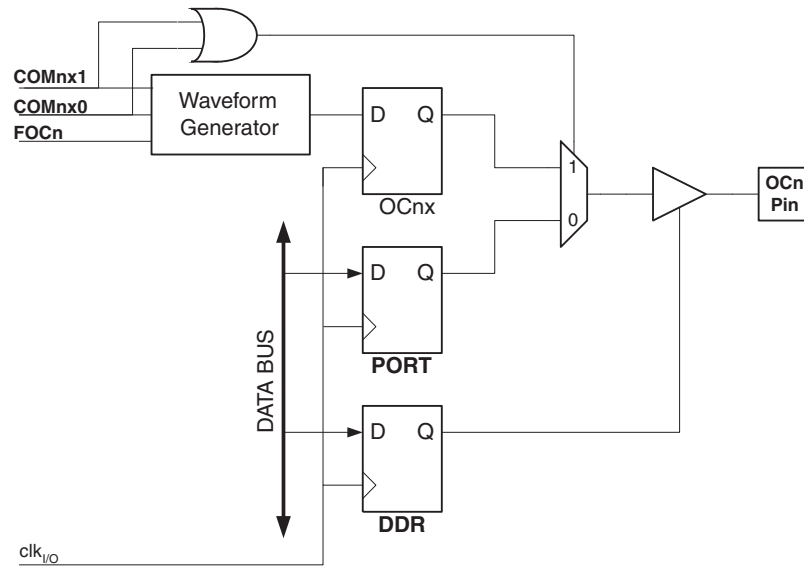 COMnx1
COMnx0
FOCn
Waveform
Generator
D Q
OCnx
1
0
OCn
Pin
D Q
PORT
DATA BUS
D Q
DDR
clkI/O